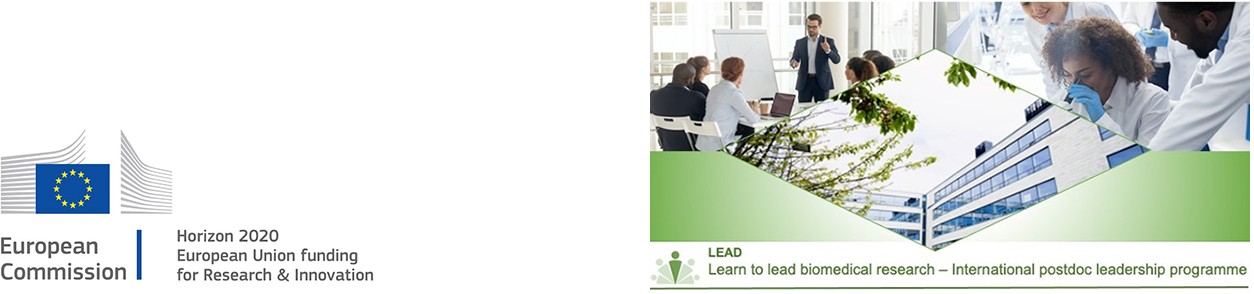 European
Commission
Horizon 2020
European Union funding
for Research & Innovation
LEAD
Learn to lead biomedical research – International postdoc leadership programme